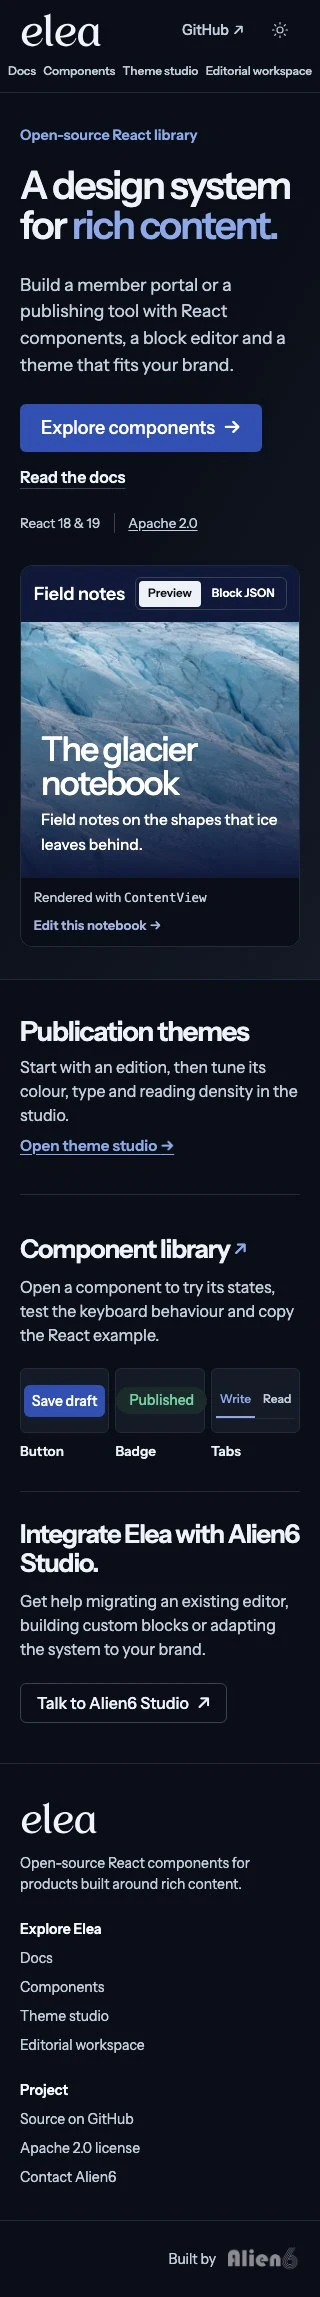 elea
GitHub ↗
Docs Components Theme studio Editorial workspace
Open-source React library
A design system
for rich content.
Build a member portal or a
publishing tool with React
components, a block editor and a
theme that fits your brand.
Explore components →
Read the docs
React 18 & 19
Apache 2.0
Field notes
Preview
Block JSON
The glacier
notebook
Field notes on the shapes that ice
leaves behind.
Rendered with ContentView
Edit this notebook →
Publication themes
Start with an edition, then tune its
colour, type and reading density in the
studio.
Open theme studio →
Component library ↗
Open a component to try its states,
test the keyboard behaviour and copy
the React example.
Save draft
Published
Write Read
Button
Badge
Tabs
Integrate Elea with Alien6
Studio.
Get help migrating an existing editor,
building custom blocks or adapting
the system to your brand.
Talk to Alien6 Studio ↗
elea
Open-source React components for
products built around rich content.
Explore Elea
Docs
Components
Theme studio
Editorial workspace
Project
Source on GitHub
Apache 2.0 license
Contact Alien6
Built by Alien6